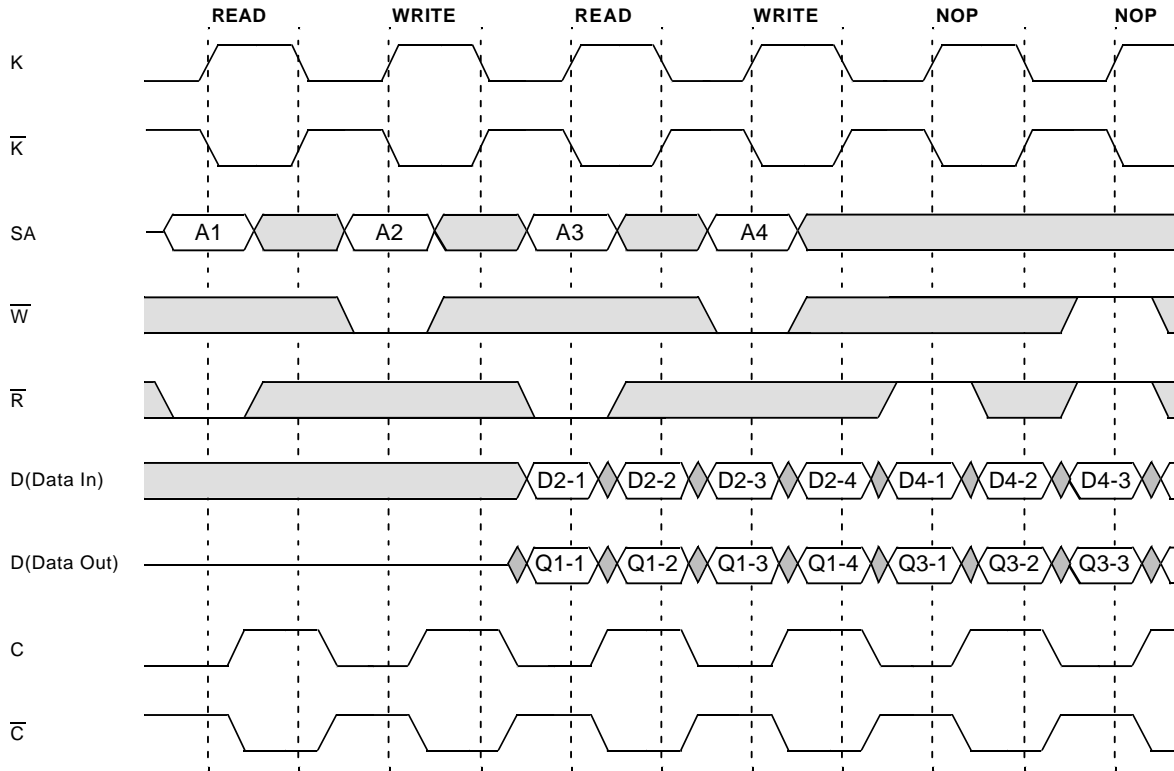 READ WRITE READ WRITE NOP NOP
K
K̅
SA A1 A2 A3 A4
W̅
R̅
D(Data In) D2-1 D2-2 D2-3 D2-4 D4-1 D4-2 D4-3
D(Data Out) Q1-1 Q1-2 Q1-3 Q1-4 Q3-1 Q3-2 Q3-3
C
C̅